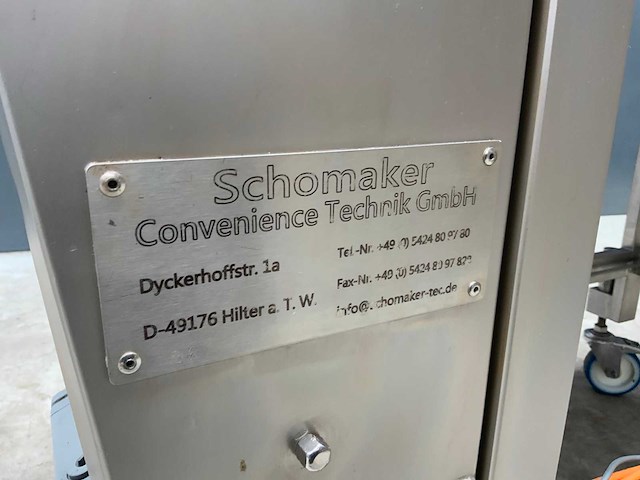 Schomaker
Convenience Technik GmbH
Dyckerhoffstr. 1a
D-49176 Hilter a. T. W.
Tel.-Nr. +49 (0) 5424 80 97 80
Fax-Nr. +49 (0) 5424 80 97 829
info@schomaker-tec.de